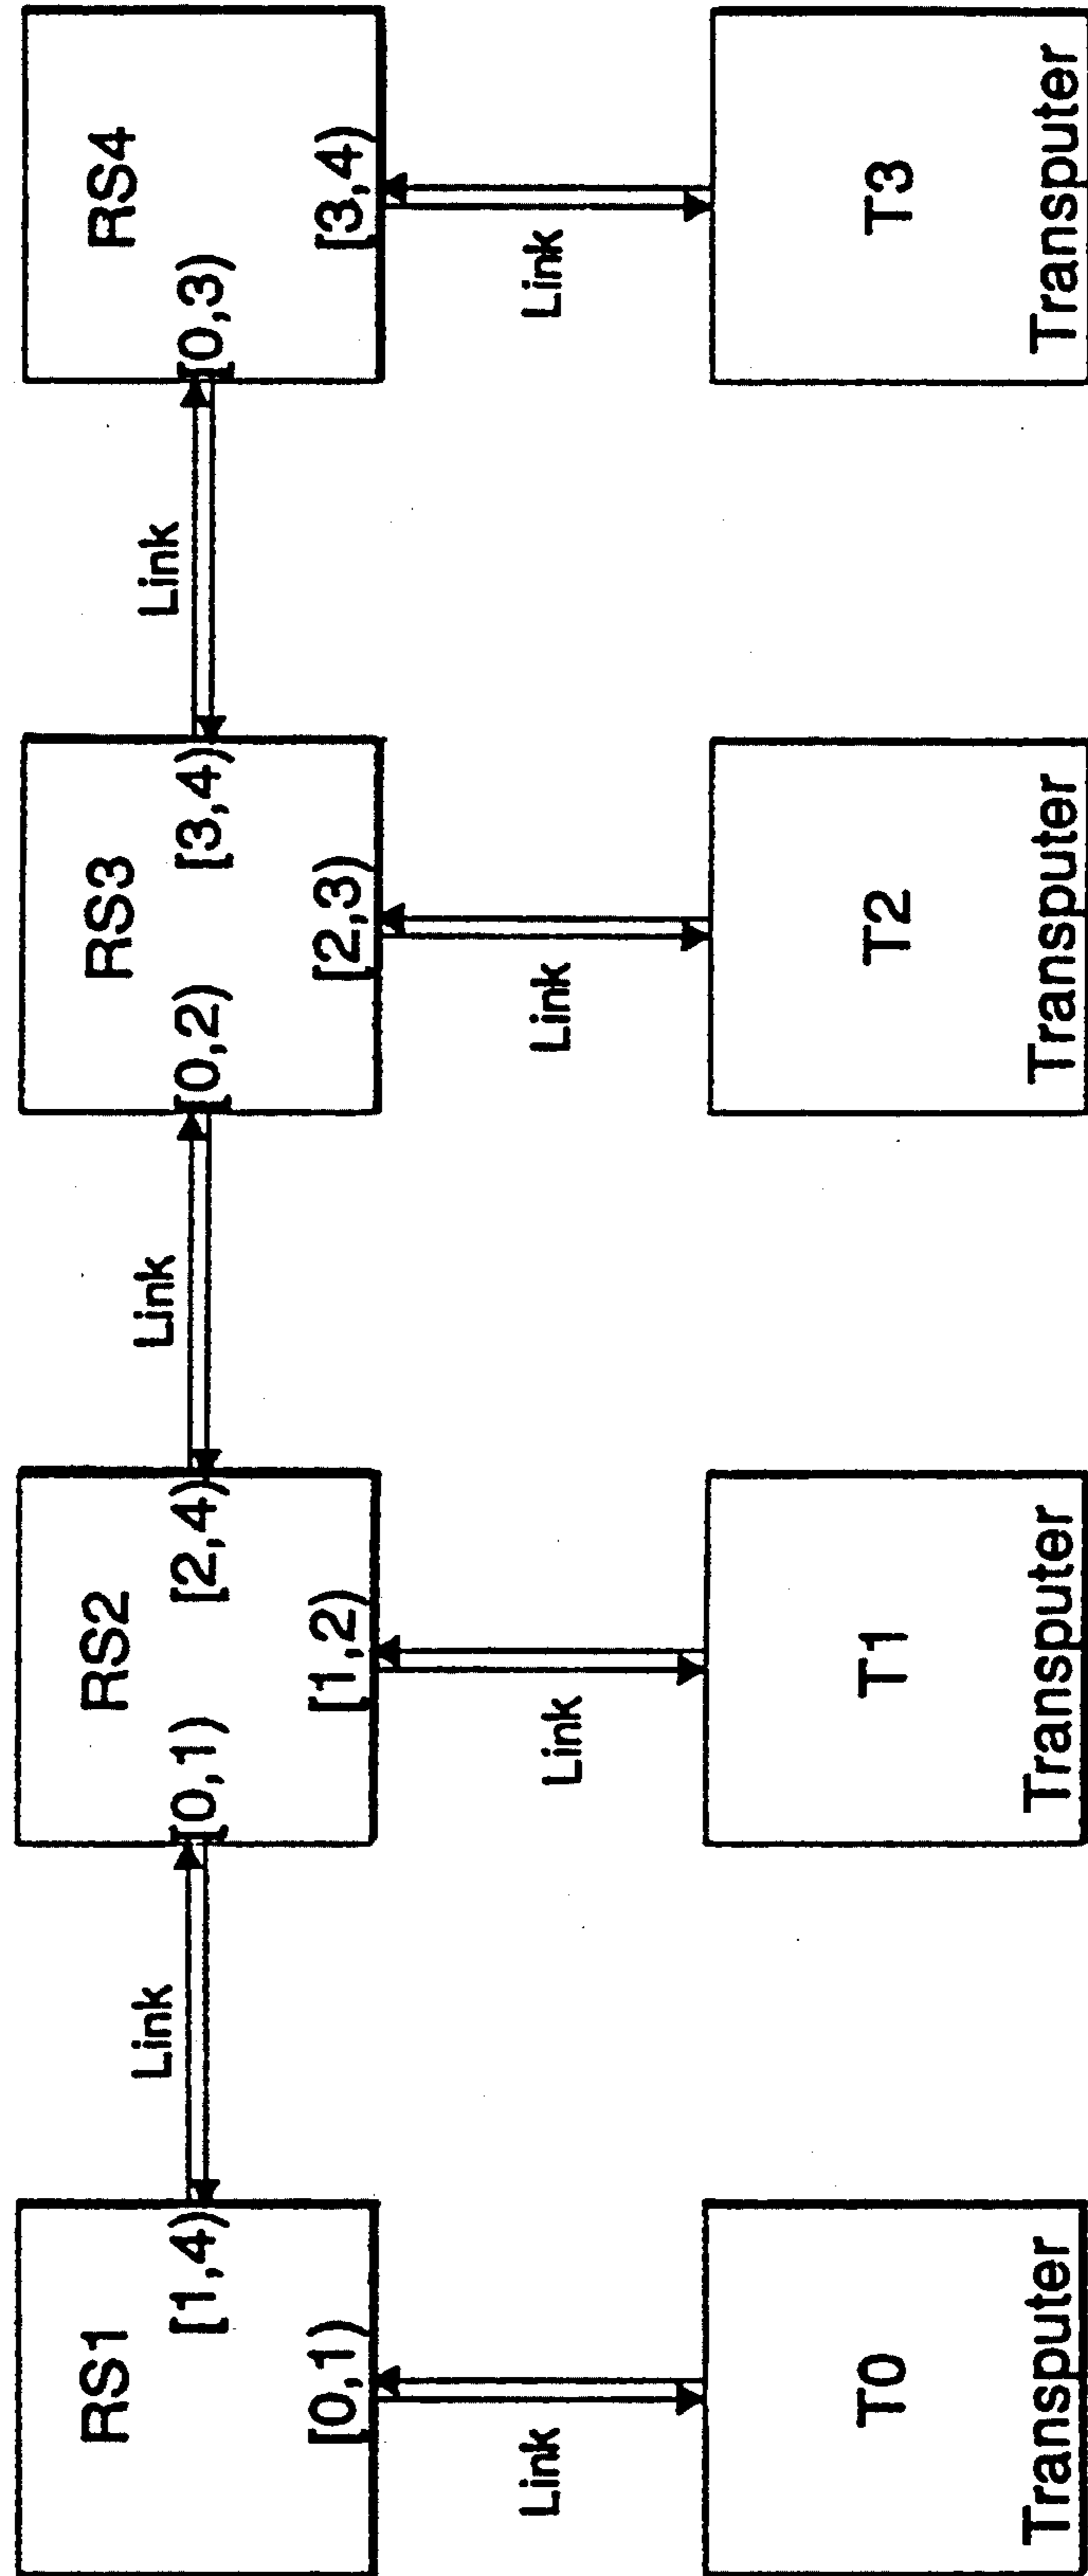 RS1
[1,4)
[0,1)
Link
T0
Transputer
Link
RS2
[0,1)
[2,4)
[1,2)
Link
T1
Transputer
Link
RS3
[0,2)
[3,4)
[2,3)
Link
T2
Transputer
Link
RS4
[0,3)
[3,4)
Link
T3
Transputer